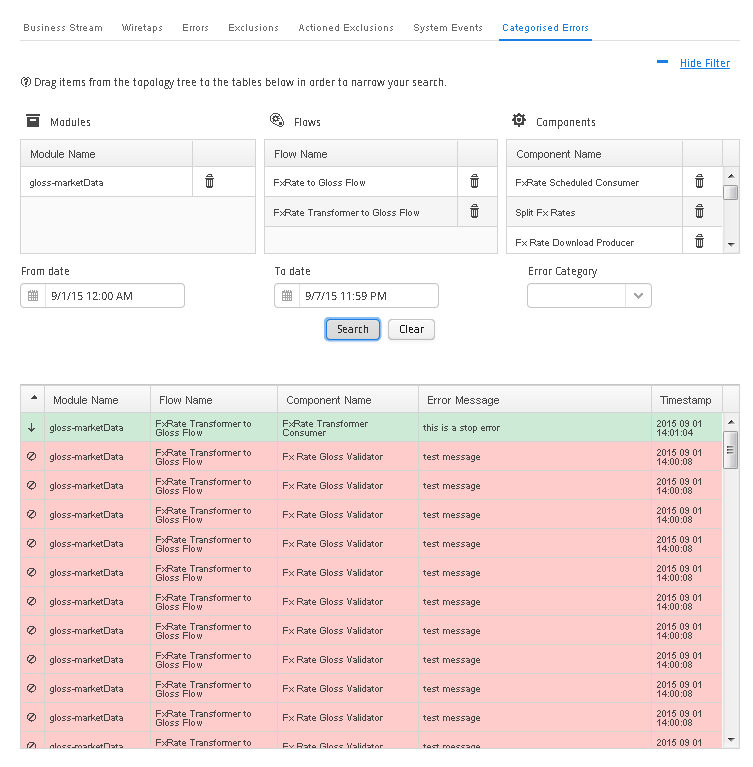 Business Stream Wiretaps Errors Exclusions Actioned Exclusions System Events Categorised Errors
Hide Filter
Drag items from the topology tree to the tables below in order to narrow your search.
Modules Flows Components
Module Name Flow Name Component Name
gloss-marketData FxRate to Gloss Flow FxRate Scheduled Consumer
FxRate Transformer to Gloss Flow Split Fx Rates
Fx Rate Download Producer
From date To date Error Category
9/1/15 12:00 AM 9/7/15 11:59 PM
Search Clear
Module Name Flow Name Component Name Error Message Timestamp
gloss-marketData FxRate Transformer to Gloss Flow FxRate Transformer Consumer this is a stop error 2015 09 01 14:01:04
gloss-marketData FxRate Transformer to Gloss Flow Fx Rate Gloss Validator test message 2015 09 01 14:00:08
gloss-marketData FxRate Transformer to Gloss Flow Fx Rate Gloss Validator test message 2015 09 01 14:00:08
gloss-marketData FxRate Transformer to Gloss Flow Fx Rate Gloss Validator test message 2015 09 01 14:00:08
gloss-marketData FxRate Transformer to Gloss Flow Fx Rate Gloss Validator test message 2015 09 01 14:00:08
gloss-marketData FxRate Transformer to Gloss Flow Fx Rate Gloss Validator test message 2015 09 01 14:00:08
gloss-marketData FxRate Transformer to Gloss Flow Fx Rate Gloss Validator test message 2015 09 01 14:00:08
gloss-marketData FxRate Transformer to Gloss Flow Fx Rate Gloss Validator test message 2015 09 01 14:00:08
gloss-marketData FxRate Transformer to Gloss Flow Fx Rate Gloss Validator test message 2015 09 01 14:00:08
gloss-marketData FxRate Transformer to Gloss Flow Fx Rate Gloss Validator test message 2015 09 01 14:00:08
gloss-marketData FxRate Transformer to Gloss Flow Fx Rate Gloss Validator test message 2015 09 01 14:00:08
gloss-marketData FxRate Transformer to Fx Rate Gloss Validator test message 2015 09 01